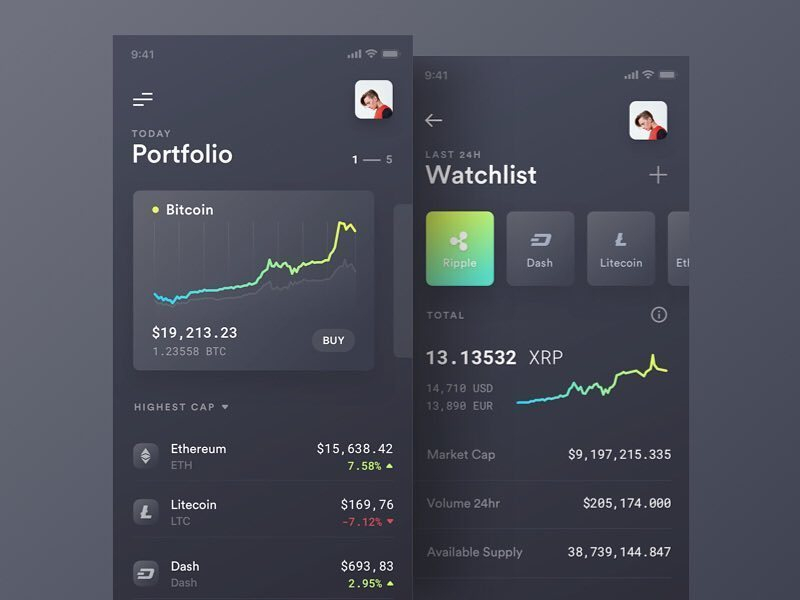 9:41
TODAY
Portfolio
1 — 5
Bitcoin
$19,213.23
1.23558 BTC
BUY
HIGHEST CAP
Ethereum
$15,638.42
ETH
7.58%
Litecoin
$169,76
LTC
-7.12%
Dash
$693,83
Dash
2.95%
9:41
LAST 24H
Watchlist
Ripple
Dash
Litecoin
Eth
TOTAL
13.13532 XRP
14,710 USD
13,890 EUR
Market Cap
$9,197,215.335
Volume 24hr
$205,174.000
Available Supply
38,739,144.847